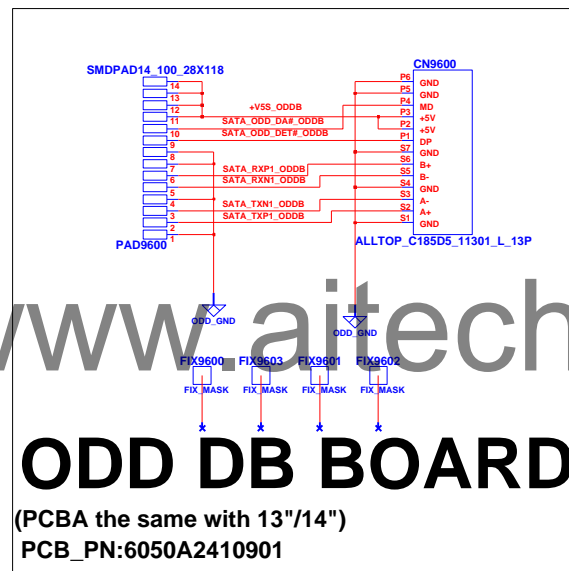 CN9600
SMDPAD14_100_28X118
14
13
12
11
10
9
8
7
6
5
4
3
2
1
PAD9600
+V5S_ODDB
SATA_ODD_DA#_ODDB
SATA_ODD_DET#_ODDB
SATA_RXP1_ODDB
SATA_RXN1_ODDB
SATA_TXN1_ODDB
SATA_TXP1_ODDB
P6 GND
P5 GND
P4 MD
P3 +5V
P2 +5V
P1 DP
S7 GND
S6 B+
S5 B-
S4 GND
S3 A-
S2 A+
S1 GND
ALLTOP_C185D5_11301_L_13P
ODD_GND
ODD_GND
www.aitech
FIX9600 FIX9603 FIX9601 FIX9602
FIX_MASK FIX_MASK FIX_MASK FIX_MASK
ODD DB BOARD
(PCBA the same with 13"/14")
PCB_PN:6050A2410901